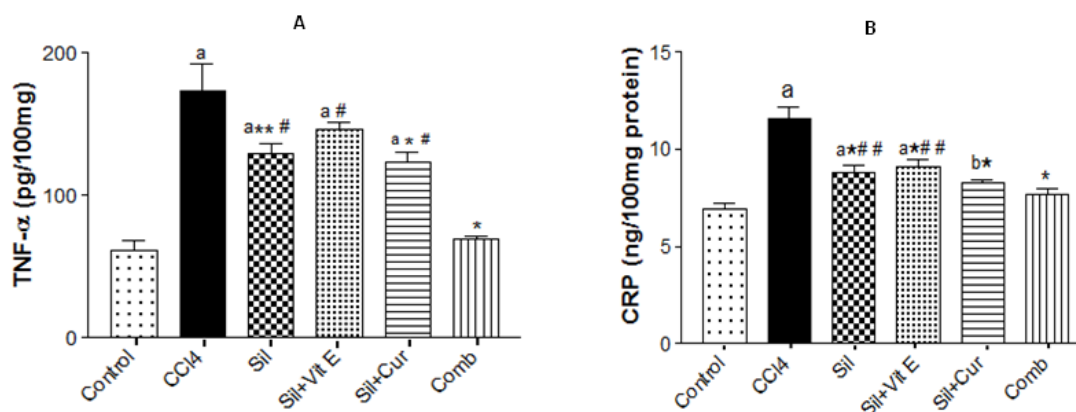 A
TNF-α (pg/100mg)
200
100
0
a
a** #
a #
a * #
*
Control
CCl4
Sil
Sil+Vit E
Sil+Cur
Comb
B
CRP (ng/100mg protein)
15
10
5
0
a
a*# #
a*# #
b*
*
Control
CCl4
Sil
Sil+Vit E
Sil+Cur
Comb